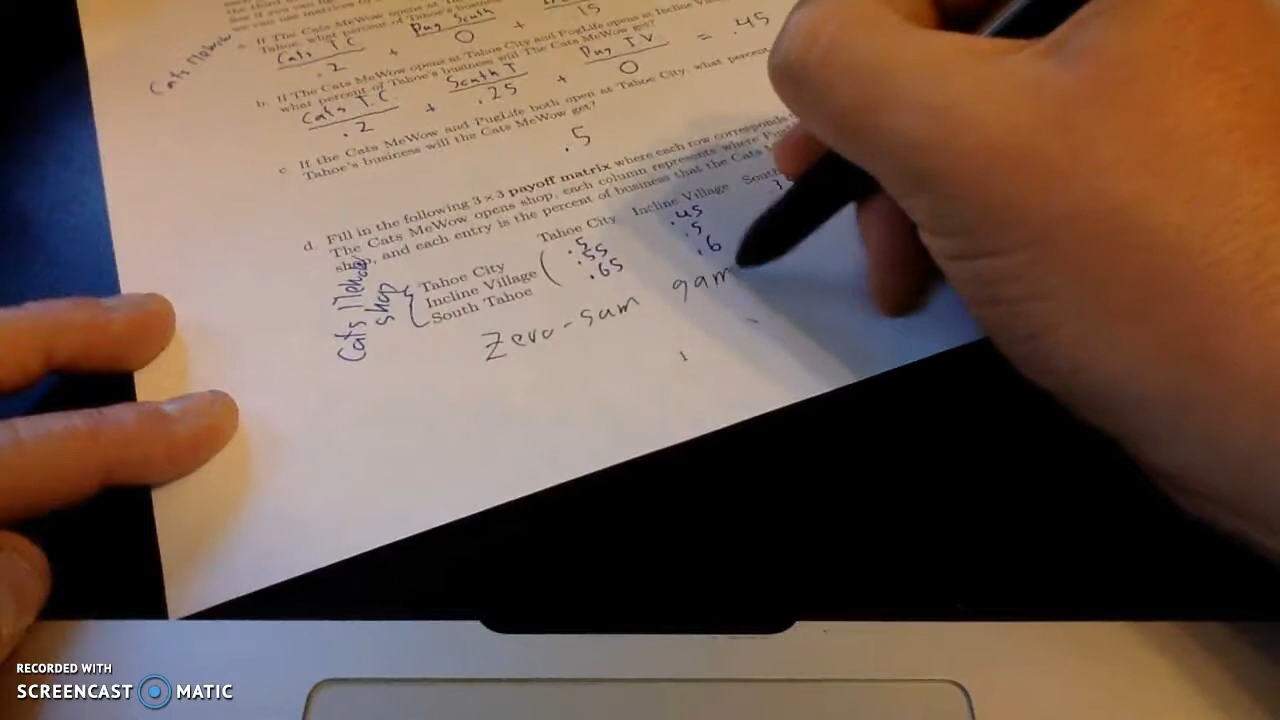 Cats MeWow
a. If The Cats MeWow opens at
Tahoe, what percent of Tahoe's business
Cats T.C + Pug South +
.2 0 15
b. If The Cats MeWow opens at Tahoe City and PugLife opens at Incline
what percent of Tahoe's business will The Cats MeWow get?
Cats T.C. + South T + Pug T.V = .45
.2 .25 0
c. If the Cats MeWow and PugLife both open at Tahoe City, what percent
Tahoe's business will the Cats MeWow get?
.5
d. Fill in the following 3 × 3 payoff matrix where each row corresponds
The Cats MeWow opens shop, each column represents where
shop, and each entry is the percent of business that the Cats
Tahoe City Incline Village South
Cats MeWow shop
Tahoe City .5 .45 .3
Incline Village .55 .5
South Tahoe .65 .6
Zero-sum gam
RECORDED WITH
SCREENCAST MATIC